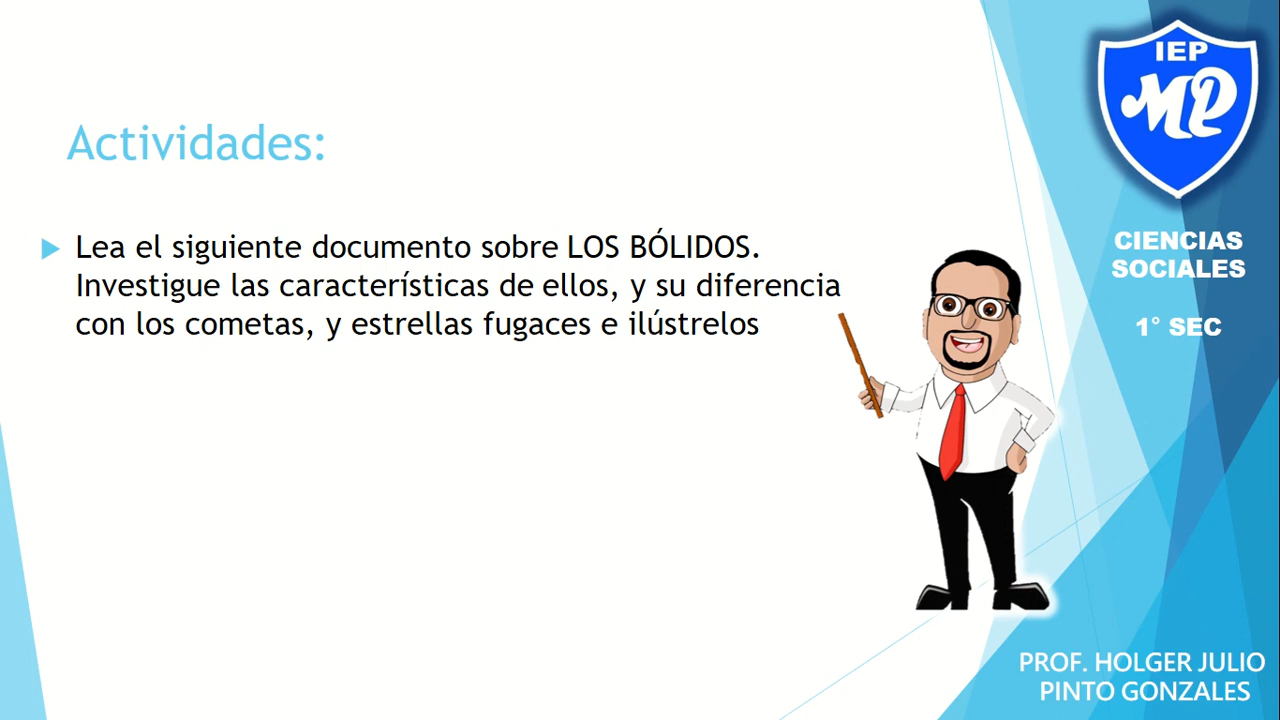 IEP
MP
Actividades:
Lea el siguiente documento sobre LOS BÓLIDOS.
Investigue las características de ellos, y su diferencia
con los cometas, y estrellas fugaces e ilústrelos
CIENCIAS
SOCIALES
1° SEC
PROF. HOLGER JULIO
PINTO GONZALES